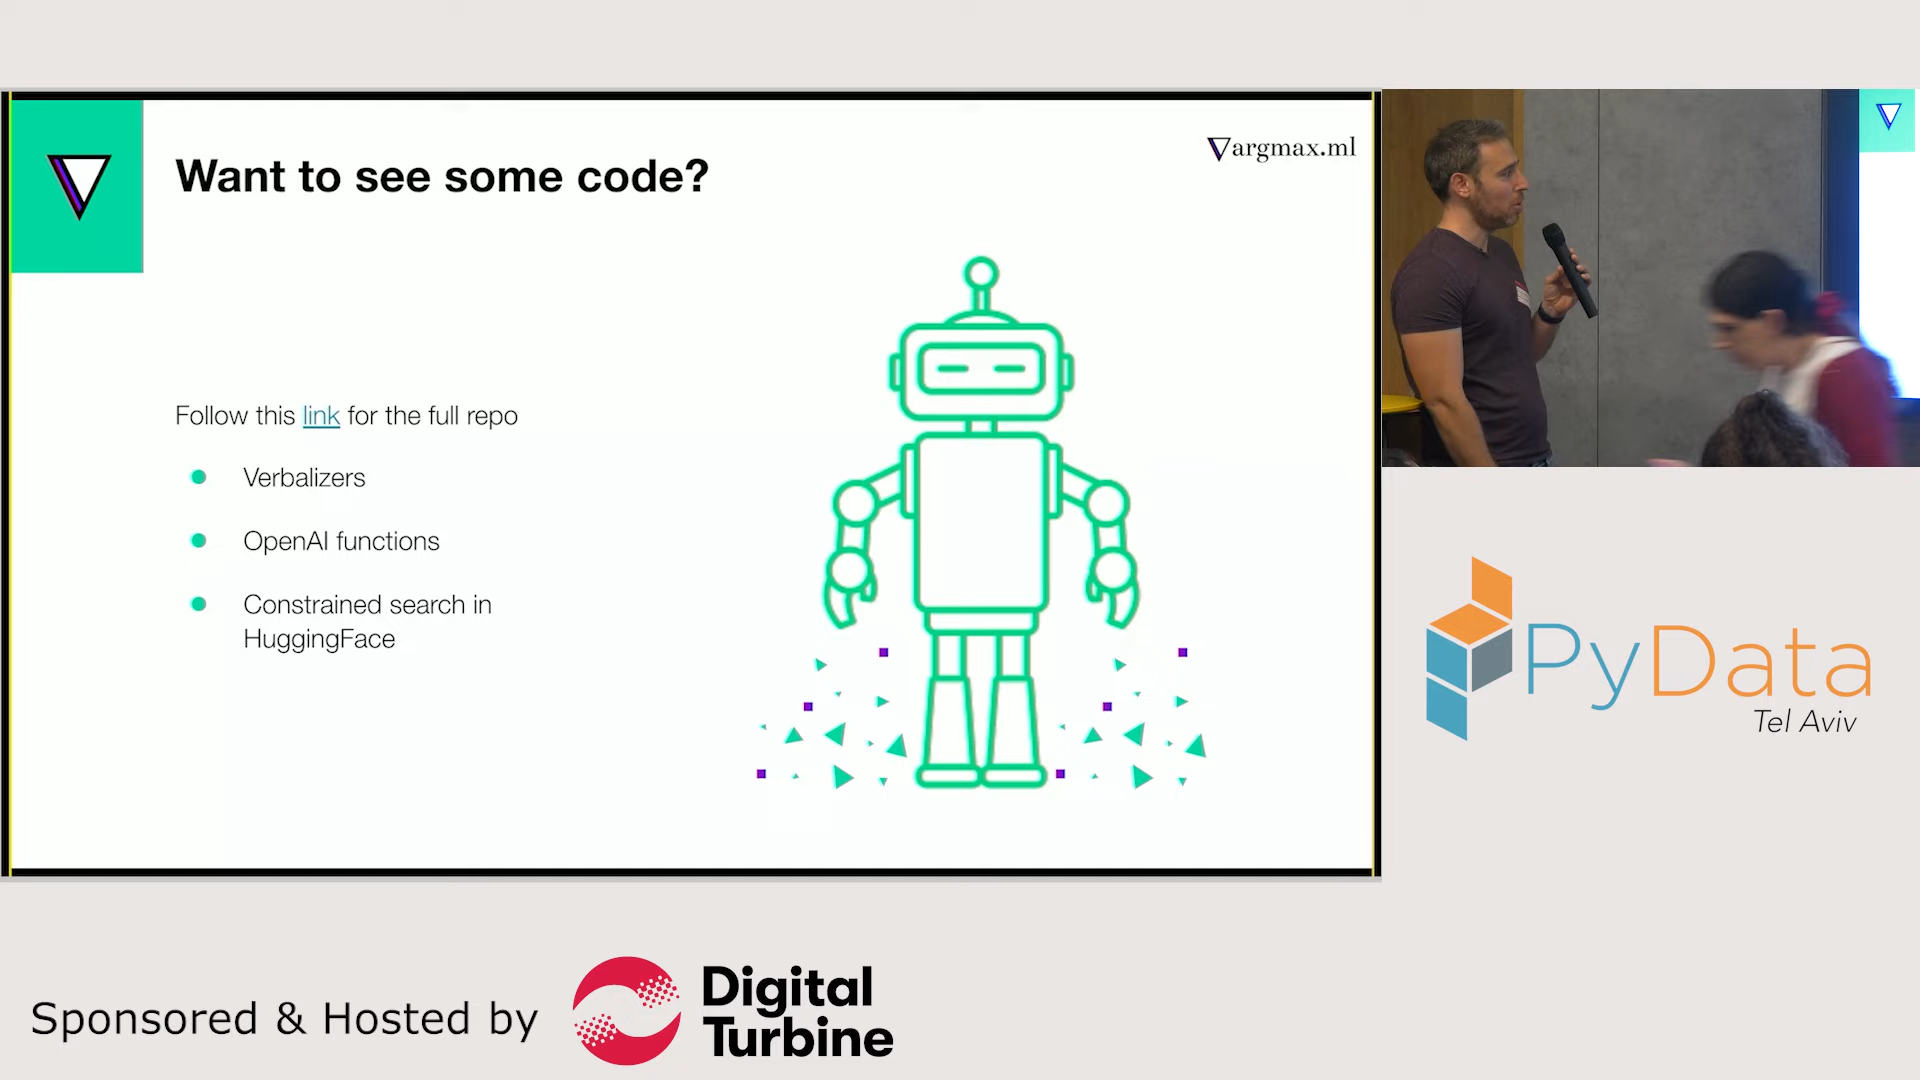 Want to see some code?
argmax.ml
Follow this link for the full repo
Verbalizers
OpenAI functions
Constrained search in
HuggingFace
PyData
Tel Aviv
Sponsored & Hosted by
Digital
Turbine